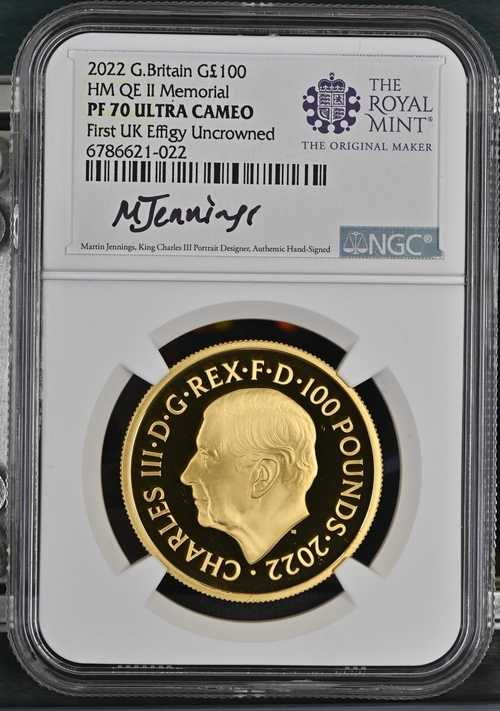 2022 G.Britain G£100
HM QE II Memorial
PF 70 ULTRA CAMEO
First UK Effigy Uncrowned
6786621-022
THE
ROYAL
MINT®
THE ORIGINAL MAKER
MJennings
Martin Jennings, King Charles III Portrait Designer, Authentic Hand-Signed
NGC®
CHARLES III·D·G·REX·F·D·100 POUNDS·2022·